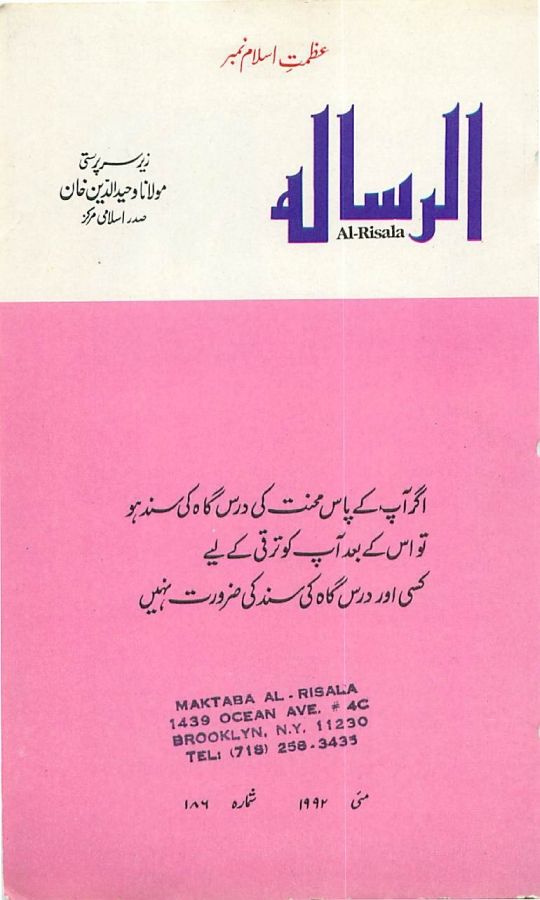 عظمتِ اسلام نمبر
الرساله
Al-Risala
زیر سرپرستی
مولانا وحید الدین خان
صدر اسلامی مرکز
اگر آپ کے پاس محنت کی درس گاہ کی سند ہو
تو اس کے بعد آپ کو ترقی کے لیے
کسی اور درس گاہ کی سند کی ضرورت نہیں
MAKTABA AL-RISALA
1439 OCEAN AVE. # 4C
BROOKLYN, N.Y. 11230
TEL: (718) 258-3435
مئی ۱۹۹۲ شمارہ ۱۸۶